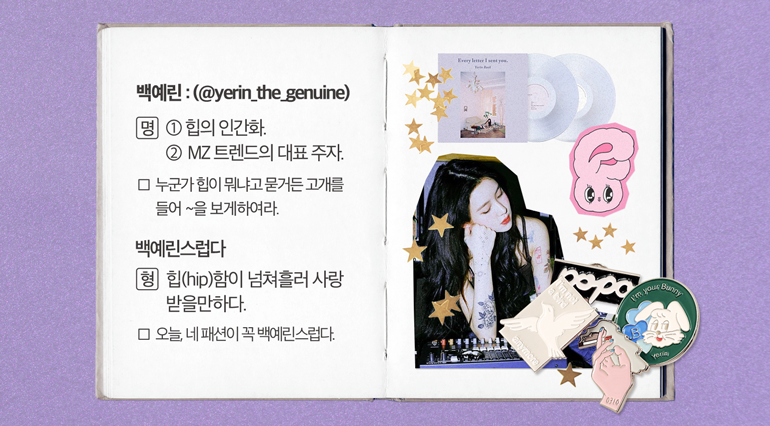 백예린 : (@yerin_the_genuine)
명 ① 힙의 인간화.
② MZ 트렌드의 대표 주자.
□ 누군가 힙이 뭐냐고 묻거든 고개를
들어 ~을 보게하여라.
백예린스럽다
형 힙(hip)함이 넘쳐흘러 사랑
받을만하다.
□ 오늘, 네 패션이 꼭 백예린스럽다.
Every letter I sent you.
Yerin Baek
popo
I'm your Bunny